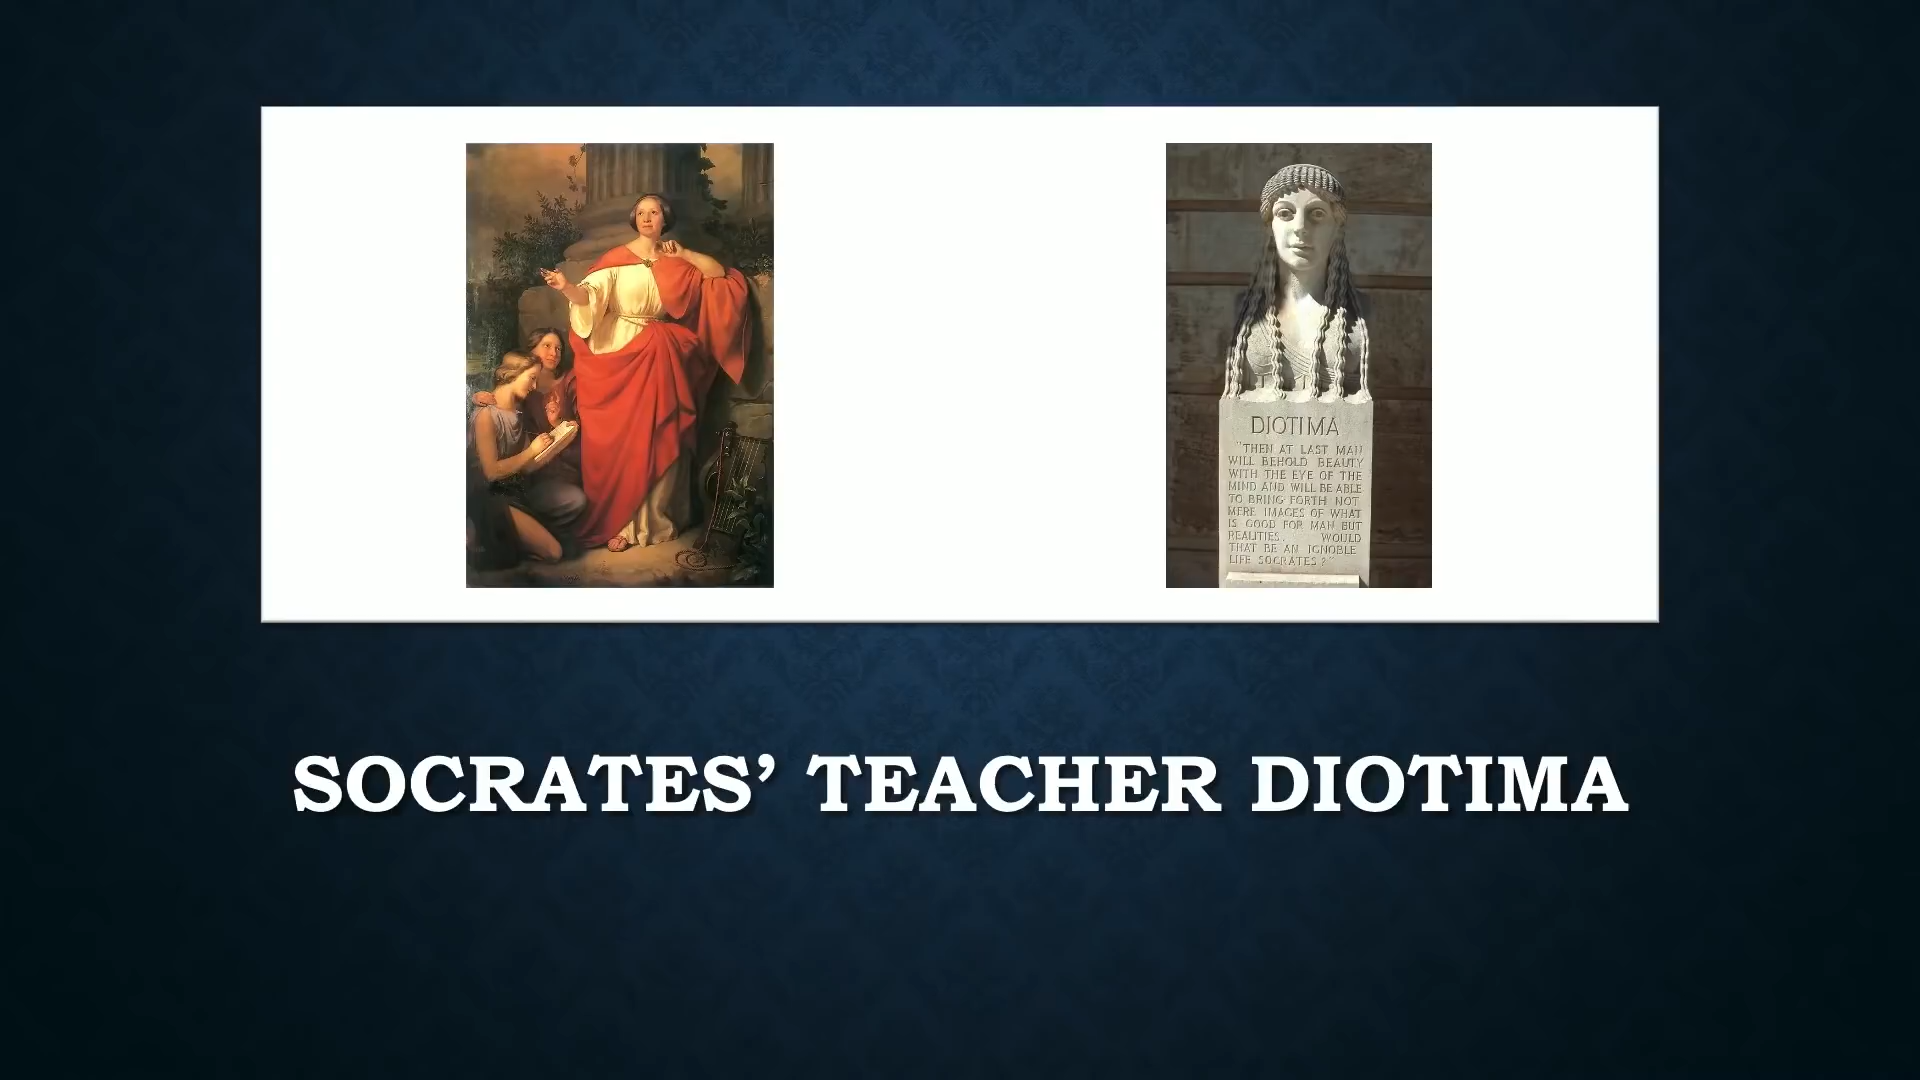 DIOTIMA
"THEN AT LAST MAN
WILL BEHOLD BEAUTY
WITH THE EYE OF THE
MIND AND WILL BE ABLE
TO BRING FORTH NOT
MERE IMAGES OF WHAT
IS GOOD FOR MAN BUT
REALITIES. WOULD
THAT BE AN IGNOBLE
LIFE SOCRATES?"
SOCRATES’ TEACHER DIOTIMA